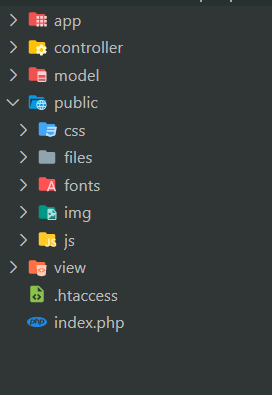 app
controller
model
public
css
files
fonts
img
js
view
.htaccess
index.php